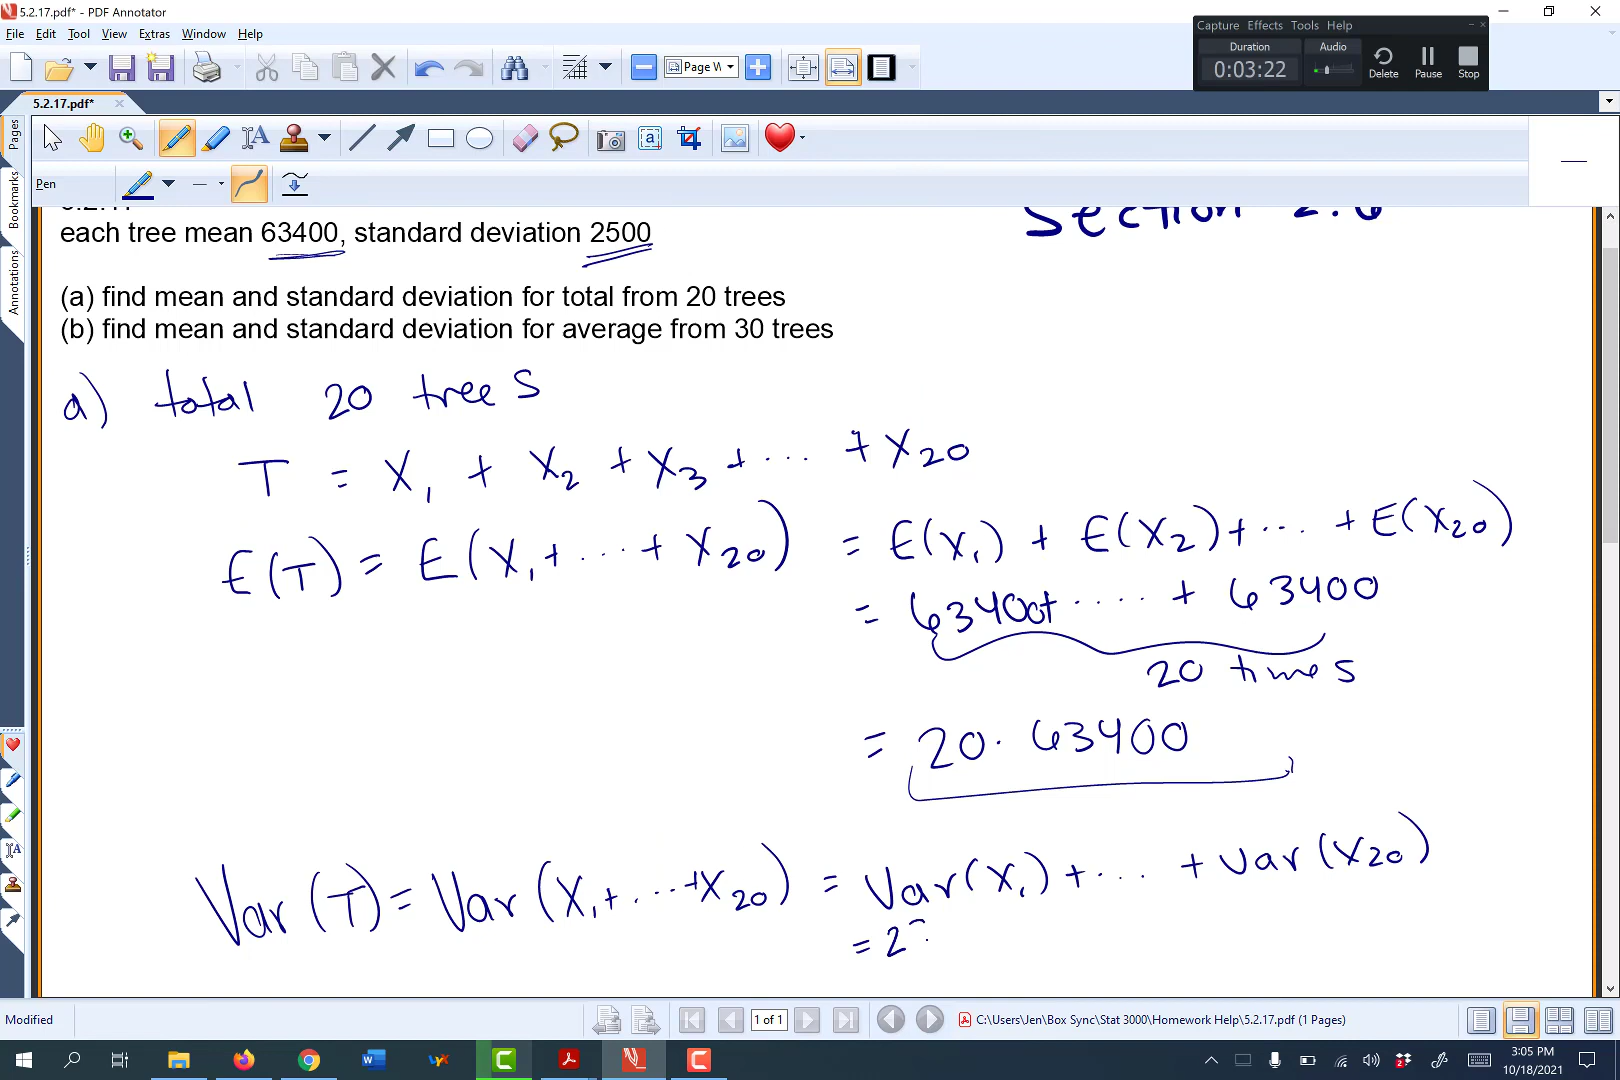 5.2.17.pdf* - PDF Annotator
Capture Effects Tools Help
File Edit Tool View Extras Window Help
Duration Audio
0:03:22 Delete Pause Stop
Page W
5.2.17.pdf*
Pages
Pen
Bookmarks
Annotations
Section 2.6
each tree mean 63400, standard deviation 2500
(a) find mean and standard deviation for total from 20 trees
(b) find mean and standard deviation for average from 30 trees
a) total 20 trees
T = X₁ + X₂ + X₃ + ... + X₂₀
E(T) = E(X₁ + ... + X₂₀) = E(X₁) + E(X₂) + ... + E(X₂₀)
= 63400 + .... + 63400
20 times
= 20 · 63400
Var(T) = Var(X₁ + ... + X₂₀) = Var(X₁) + ... + Var(X₂₀)
= 2
Modified
1 of 1
C:\Users\Jen\Box Sync\Stat 3000\Homework Help\5.2.17.pdf (1 Pages)
3:05 PM
10/18/2021